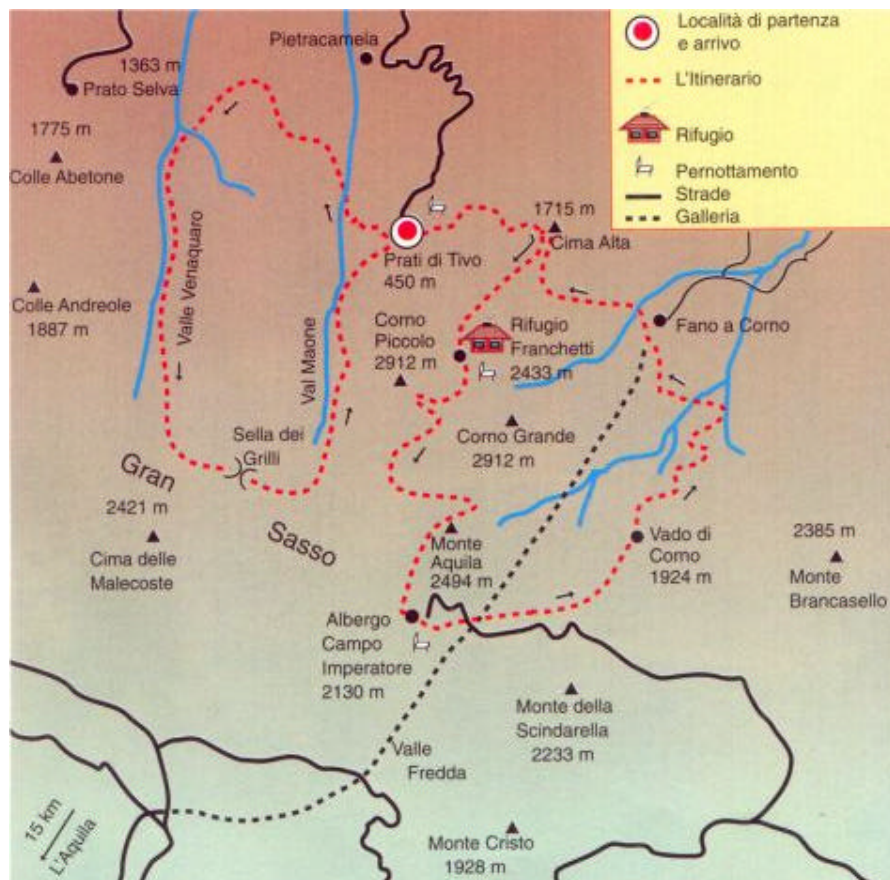 Località di partenza
e arrivo
L'Itinerario
Rifugio
Pernottamento
Strade
Galleria
Pietracamela
1363 m
Prato Selva
1775 m
Colle Abetone
1715 m
Cima Alta
Prati di Tivo
450 m
Valle Venaquaro
Colle Andreole
1887 m
Val Maone
Corno
Piccolo
2912 m
Rifugio
Franchetti
2433 m
Fano a Corno
Sella dei
Grilli
Corno Grande
2912 m
Gran
Sasso
2421 m
Cima delle
Malecoste
Monte
Aquila
2494 m
Vado di
Corno
1924 m
2385 m
Monte
Brancasello
Albergo
Campo
Imperatore
2130 m
Monte della
Scindarella
2233 m
Valle
Fredda
15 km
L'Aquila
Monte Cristo
1928 m